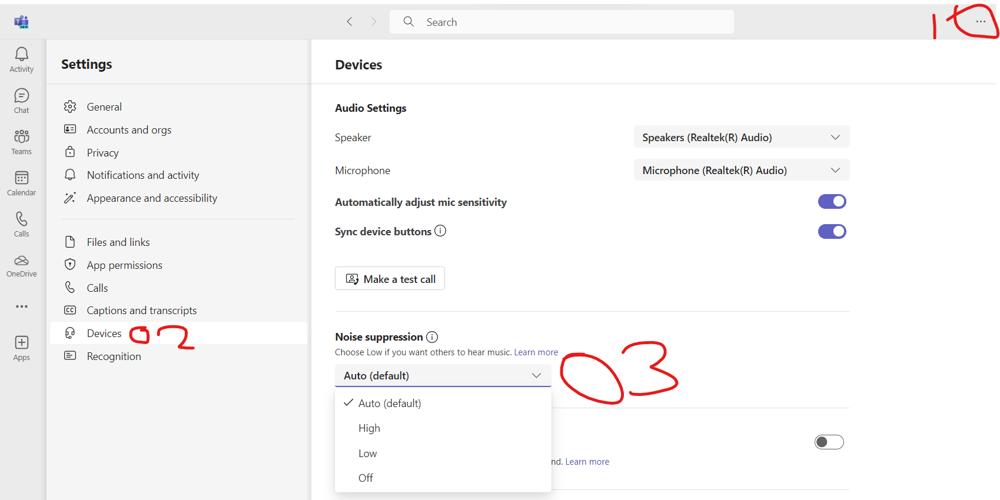 NEW
Search
1
Activity
Chat
Teams
Calendar
Calls
OneDrive
Apps
Settings
General
Accounts and orgs
Privacy
Notifications and activity
Appearance and accessibility
Files and links
App permissions
Calls
CC Captions and transcripts
Devices 2
Recognition
Devices
Audio Settings
Speaker Speakers (Realtek(R) Audio)
Microphone Microphone (Realtek(R) Audio)
Automatically adjust mic sensitivity
Sync device buttons
Make a test call
Noise suppression
Choose Low if you want others to hear music. Learn more
Auto (default) 3
Auto (default)
High
Low
Off
nd. Learn more